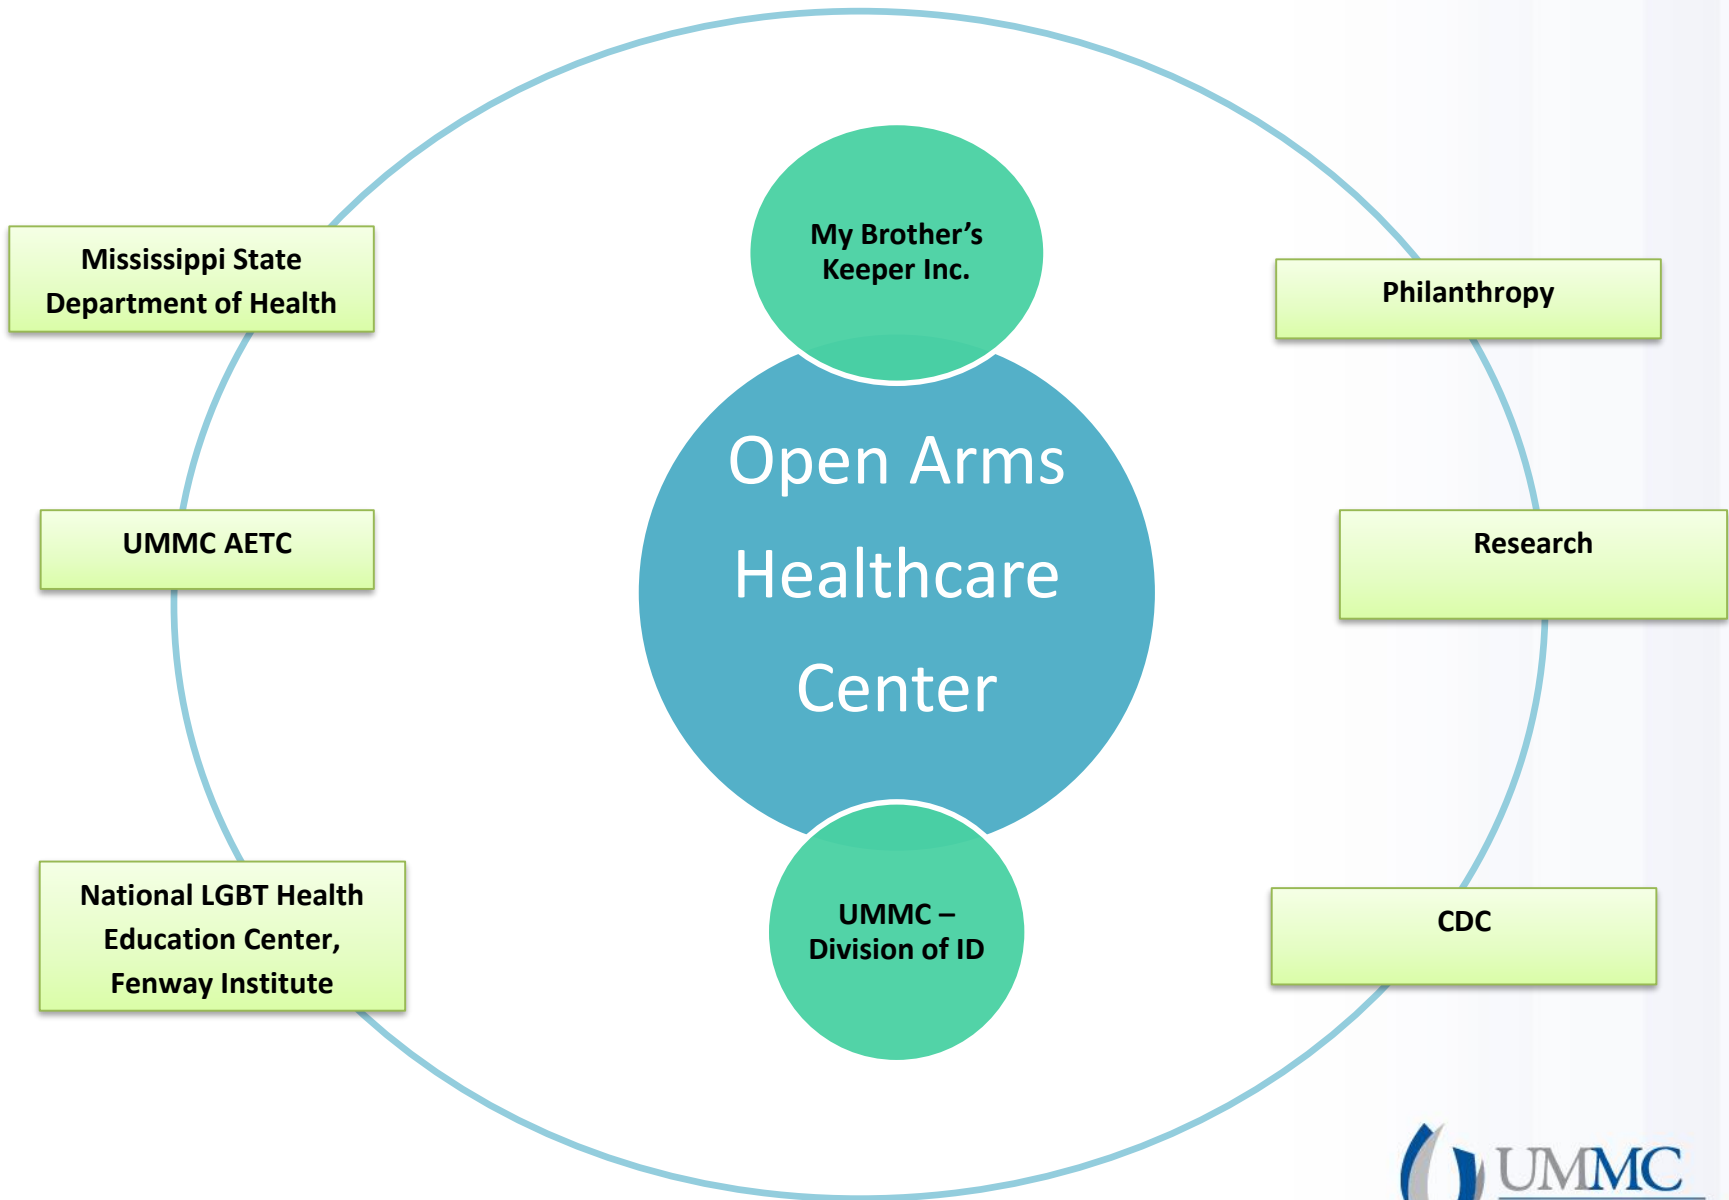 My Brother’s
Keeper Inc.
Mississippi State
Department of Health
Philanthropy
Open Arms
Healthcare
Center
UMMC AETC
Research
National LGBT Health
Education Center,
Fenway Institute
UMMC –
Division of ID
CDC
UMMC